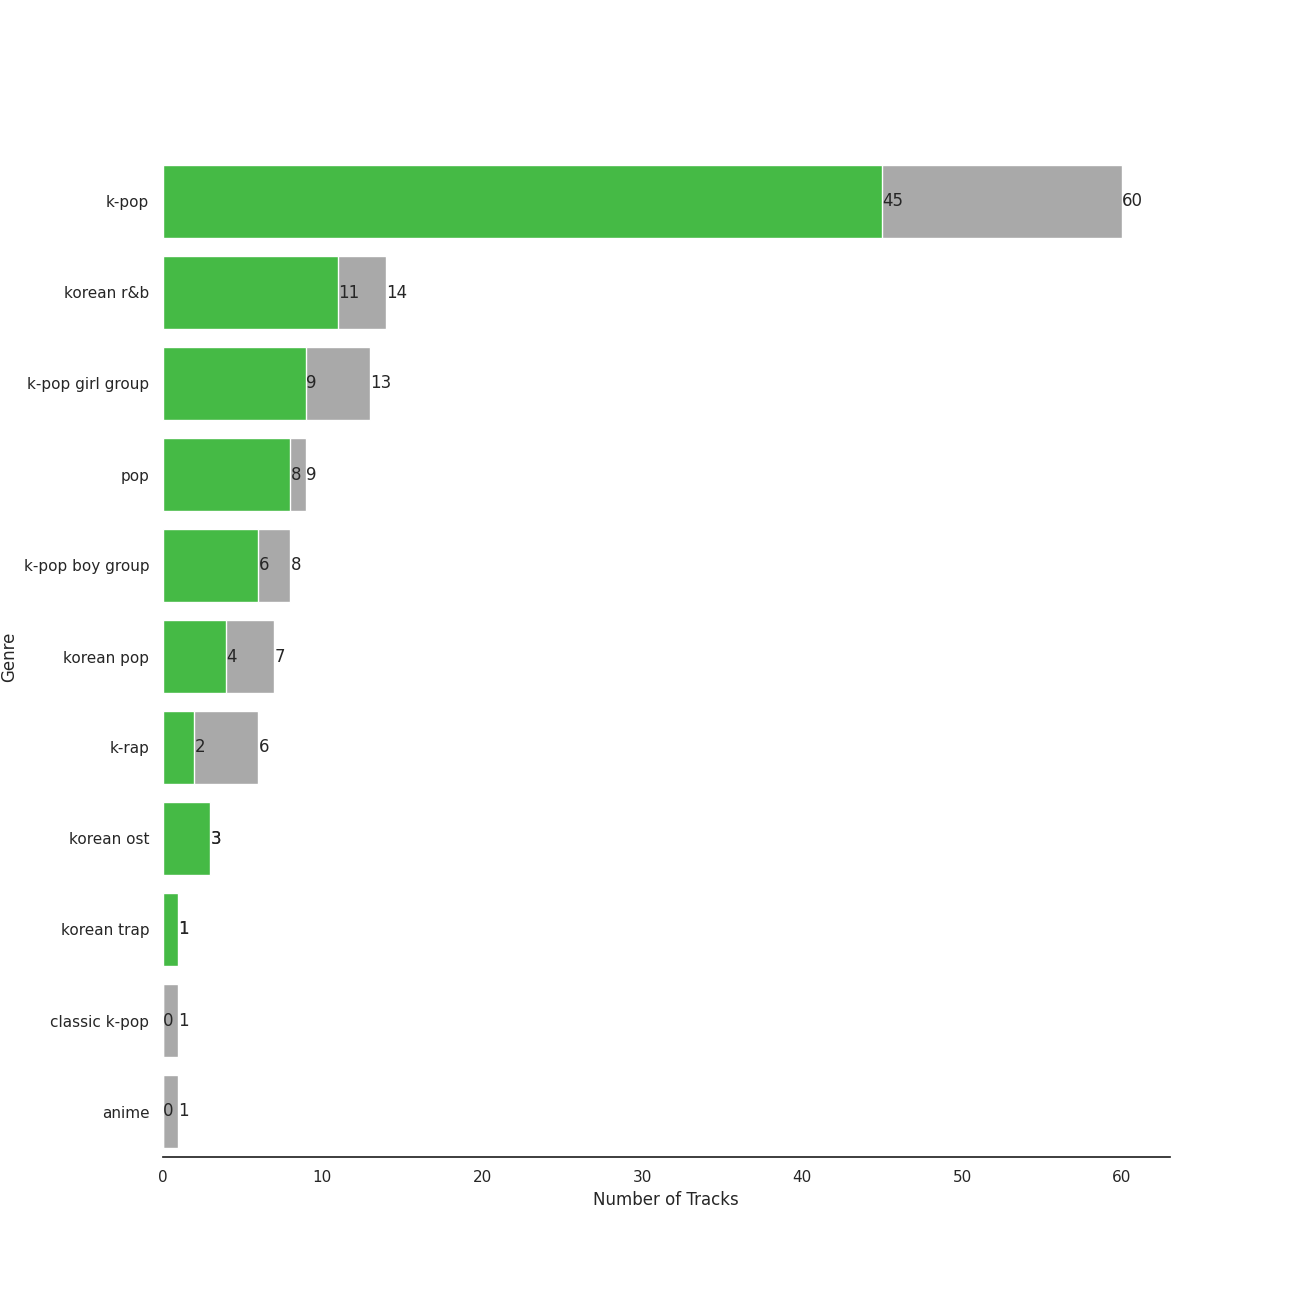 k-pop 45 60
korean r&b 11 14
k-pop girl group 9 13
pop 8 9
k-pop boy group 6 8
korean pop 4 7
k-rap 2 6
korean ost 3
korean trap 1
classic k-pop 0 1
anime 0 1
Genre
0 10 20 30 40 50 60
Number of Tracks